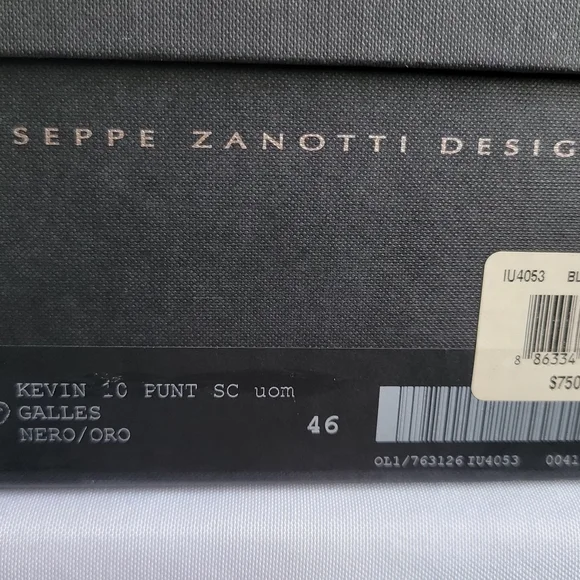 SEPPE ZANOTTI DESIG
IU4053 BL
8 86334
$750
KEVIN 10 PUNT SC uom
GALLES
NERO/ORO
46
OL1/763126 IU4053 0041